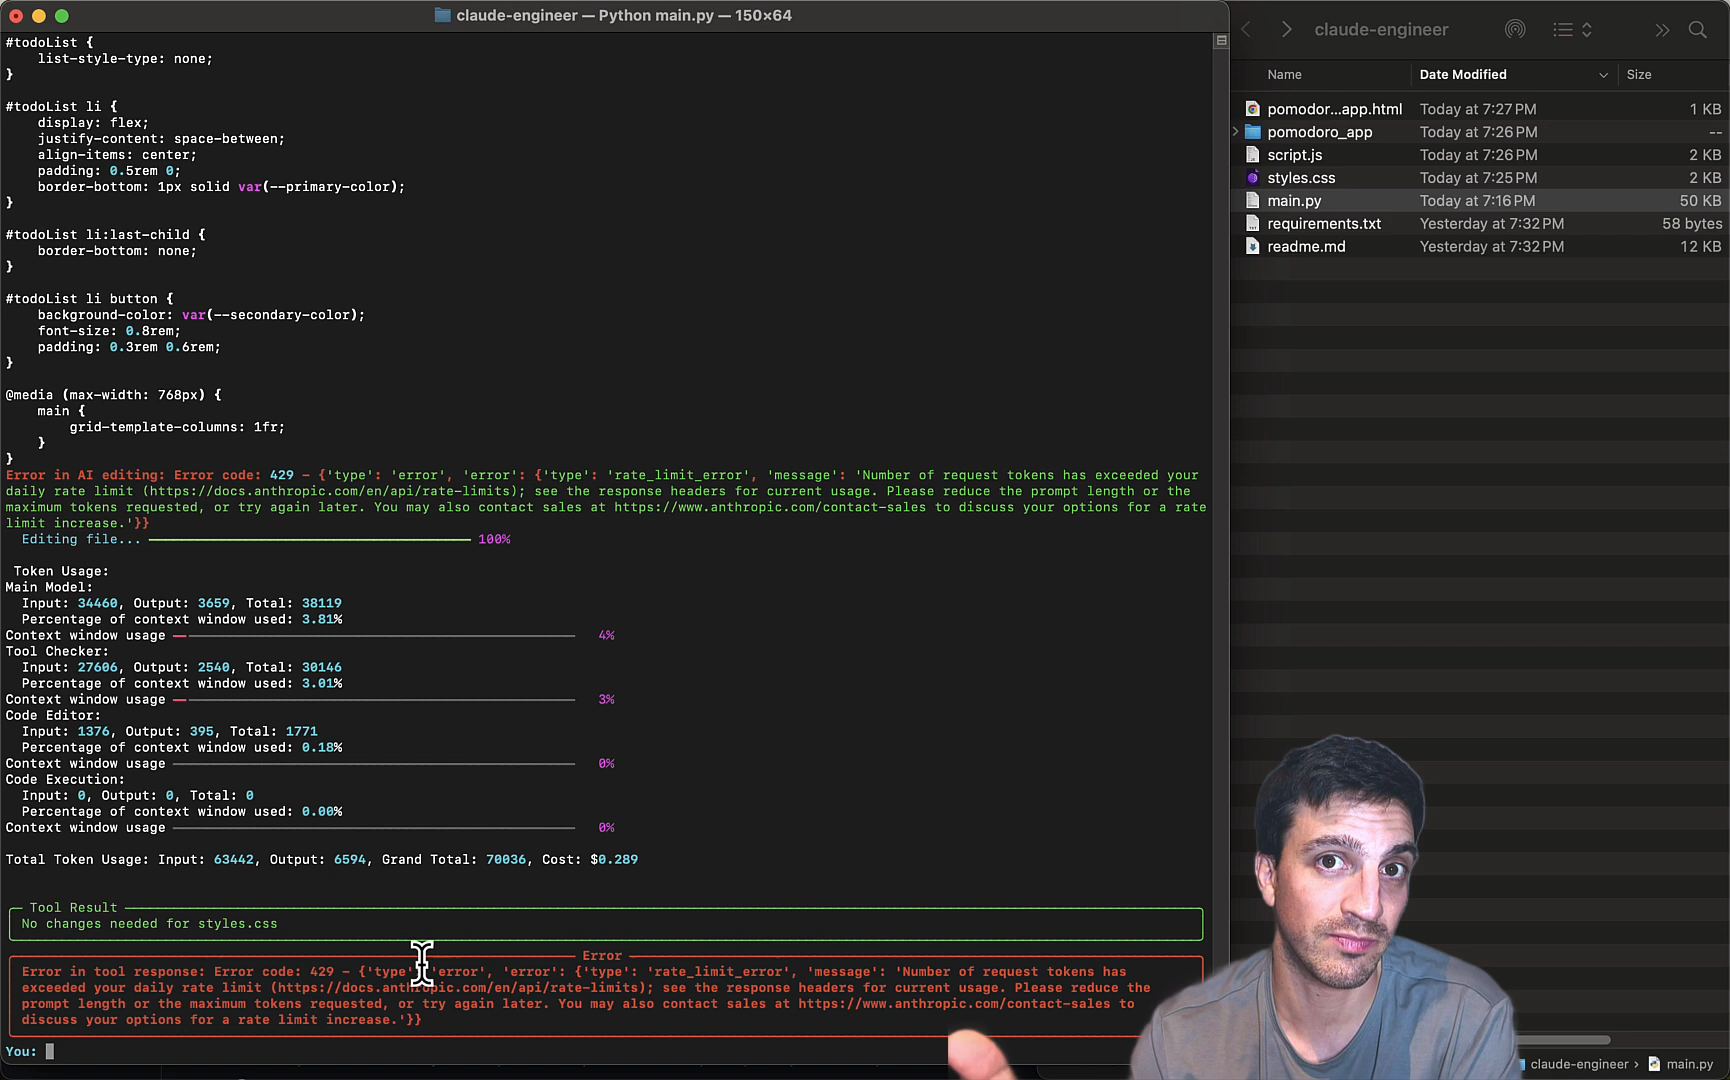 claude-engineer — Python main.py — 150×64
#todoList {
    list-style-type: none;
}
#todoList li {
    display: flex;
    justify-content: space-between;
    align-items: center;
    padding: 0.5rem 0;
    border-bottom: 1px solid var(--primary-color);
}
#todoList li:last-child {
    border-bottom: none;
}
#todoList li button {
    background-color: var(--secondary-color);
    font-size: 0.8rem;
    padding: 0.3rem 0.6rem;
}
@media (max-width: 768px) {
    main {
        grid-template-columns: 1fr;
    }
}
Error in AI editing: Error code: 429 - {'type': 'error', 'error': {'type': 'rate_limit_error', 'message': 'Number of request tokens has exceeded your
daily rate limit (https://docs.anthropic.com/en/api/rate-limits); see the response headers for current usage. Please reduce the prompt length or the
maximum tokens requested, or try again later. You may also contact sales at https://www.anthropic.com/contact-sales to discuss your options for a rate
limit increase.'}}
Editing file... 100%
Token Usage:
Main Model:
  Input: 34460, Output: 3659, Total: 38119
  Percentage of context window used: 3.81%
Context window usage 4%
Tool Checker:
  Input: 27606, Output: 2540, Total: 30146
  Percentage of context window used: 3.01%
Context window usage 3%
Code Editor:
  Input: 1376, Output: 395, Total: 1771
  Percentage of context window used: 0.18%
Context window usage 0%
Code Execution:
  Input: 0, Output: 0, Total: 0
  Percentage of context window used: 0.00%
Context window usage 0%
Total Token Usage: Input: 63442, Output: 6594, Grand Total: 70036, Cost: $0.289
Tool Result
No changes needed for styles.css
Error
Error in tool response: Error code: 429 - {'type' 'error', 'error': {'type': 'rate_limit_error', 'message': 'Number of request tokens has
exceeded your daily rate limit (https://docs.anthropic.com/en/api/rate-limits); see the response headers for current usage. Please reduce the
prompt length or the maximum tokens requested, or try again later. You may also contact sales at https://www.anthropic.com/contact-sales to
discuss your options for a rate limit increase.'}}
You:
claude-engineer
Name Date Modified Size
pomodor...app.html Today at 7:27 PM 1 KB
pomodoro_app Today at 7:26 PM --
script.js Today at 7:26 PM 2 KB
styles.css Today at 7:25 PM 2 KB
main.py Today at 7:16 PM 50 KB
requirements.txt Yesterday at 7:32 PM 58 bytes
readme.md Yesterday at 7:32 PM 12 KB
claude-engineer › main.py